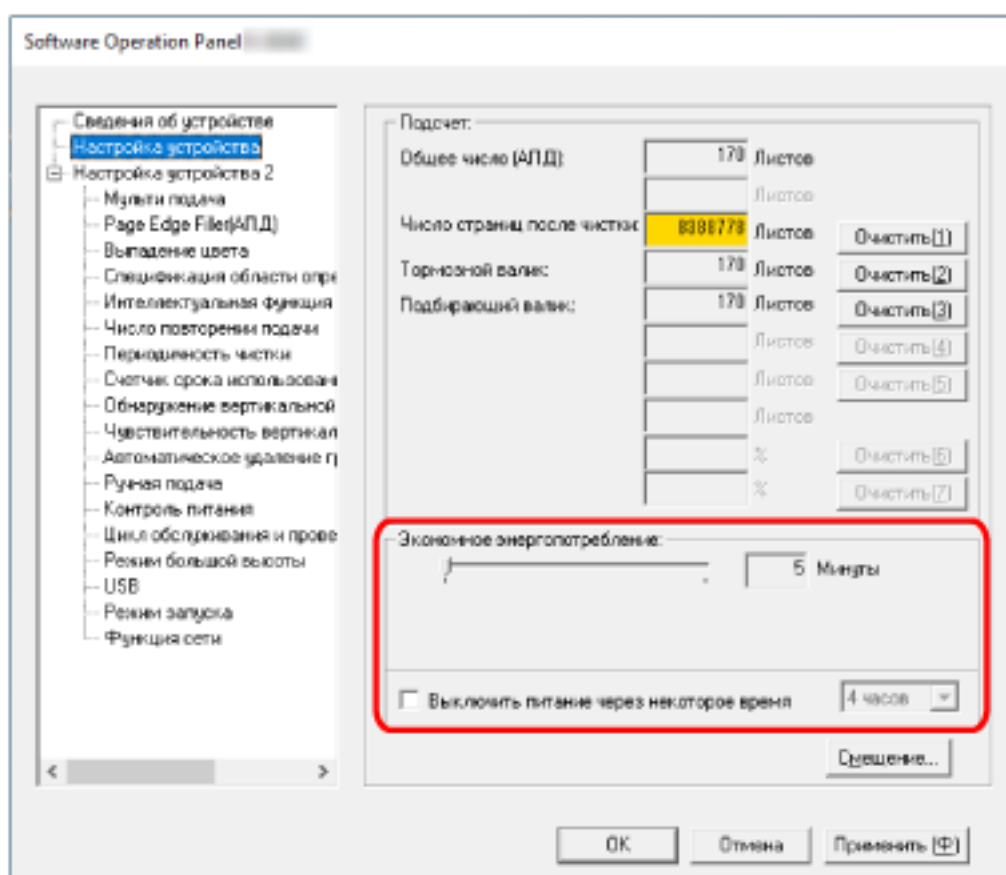 Software Operation Panel
Сведения об устройстве
Настройка устройства
Настройка устройства 2
Мульти подача
Page Edge Filler(АПД)
Выпадение цвета
Спецификация области опре
Интеллектуальная функция
Число повторении подачи
Периодичность чистки
Счетчик срока использовани
Обнаружение вертикальной
Чувствительность вертикал
Автоматическое удаление гр
Ручная подача
Контроль питания
Цикл обслуживания и прове
Режим большой высоты
USB
Режим запуска
Функция сети
Подсчет:
Общее число (АПД): 170 Листов
Листов
Число страниц после чистки: 8388778 Листов Очистить(1)
Тормозной валик: 170 Листов Очистить(2)
Подбирающий валик: 170 Листов Очистить(3)
Листов Очистить(4)
Листов Очистить(5)
Листов
% Очистить(6)
% Очистить(7)
Экономное энергопотребление:
5 Минуты
Выключить питание через некоторое время 4 часов
Смещение...
OK Отмена Применить (Ф)